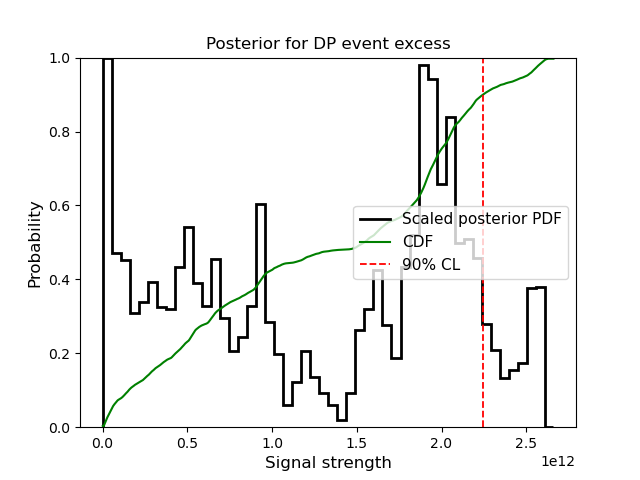 Posterior for DP event excess
Probability
1.0
0.8
0.6
0.4
0.2
0.0
Scaled posterior PDF
CDF
90% CL
0.0 0.5 1.0 1.5 2.0 2.5
1e12
Signal strength